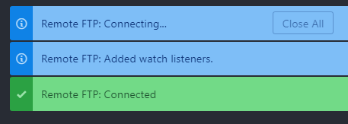 Remote FTP: Connecting...
Close All
Remote FTP: Added watch listeners.
Remote FTP: Connected